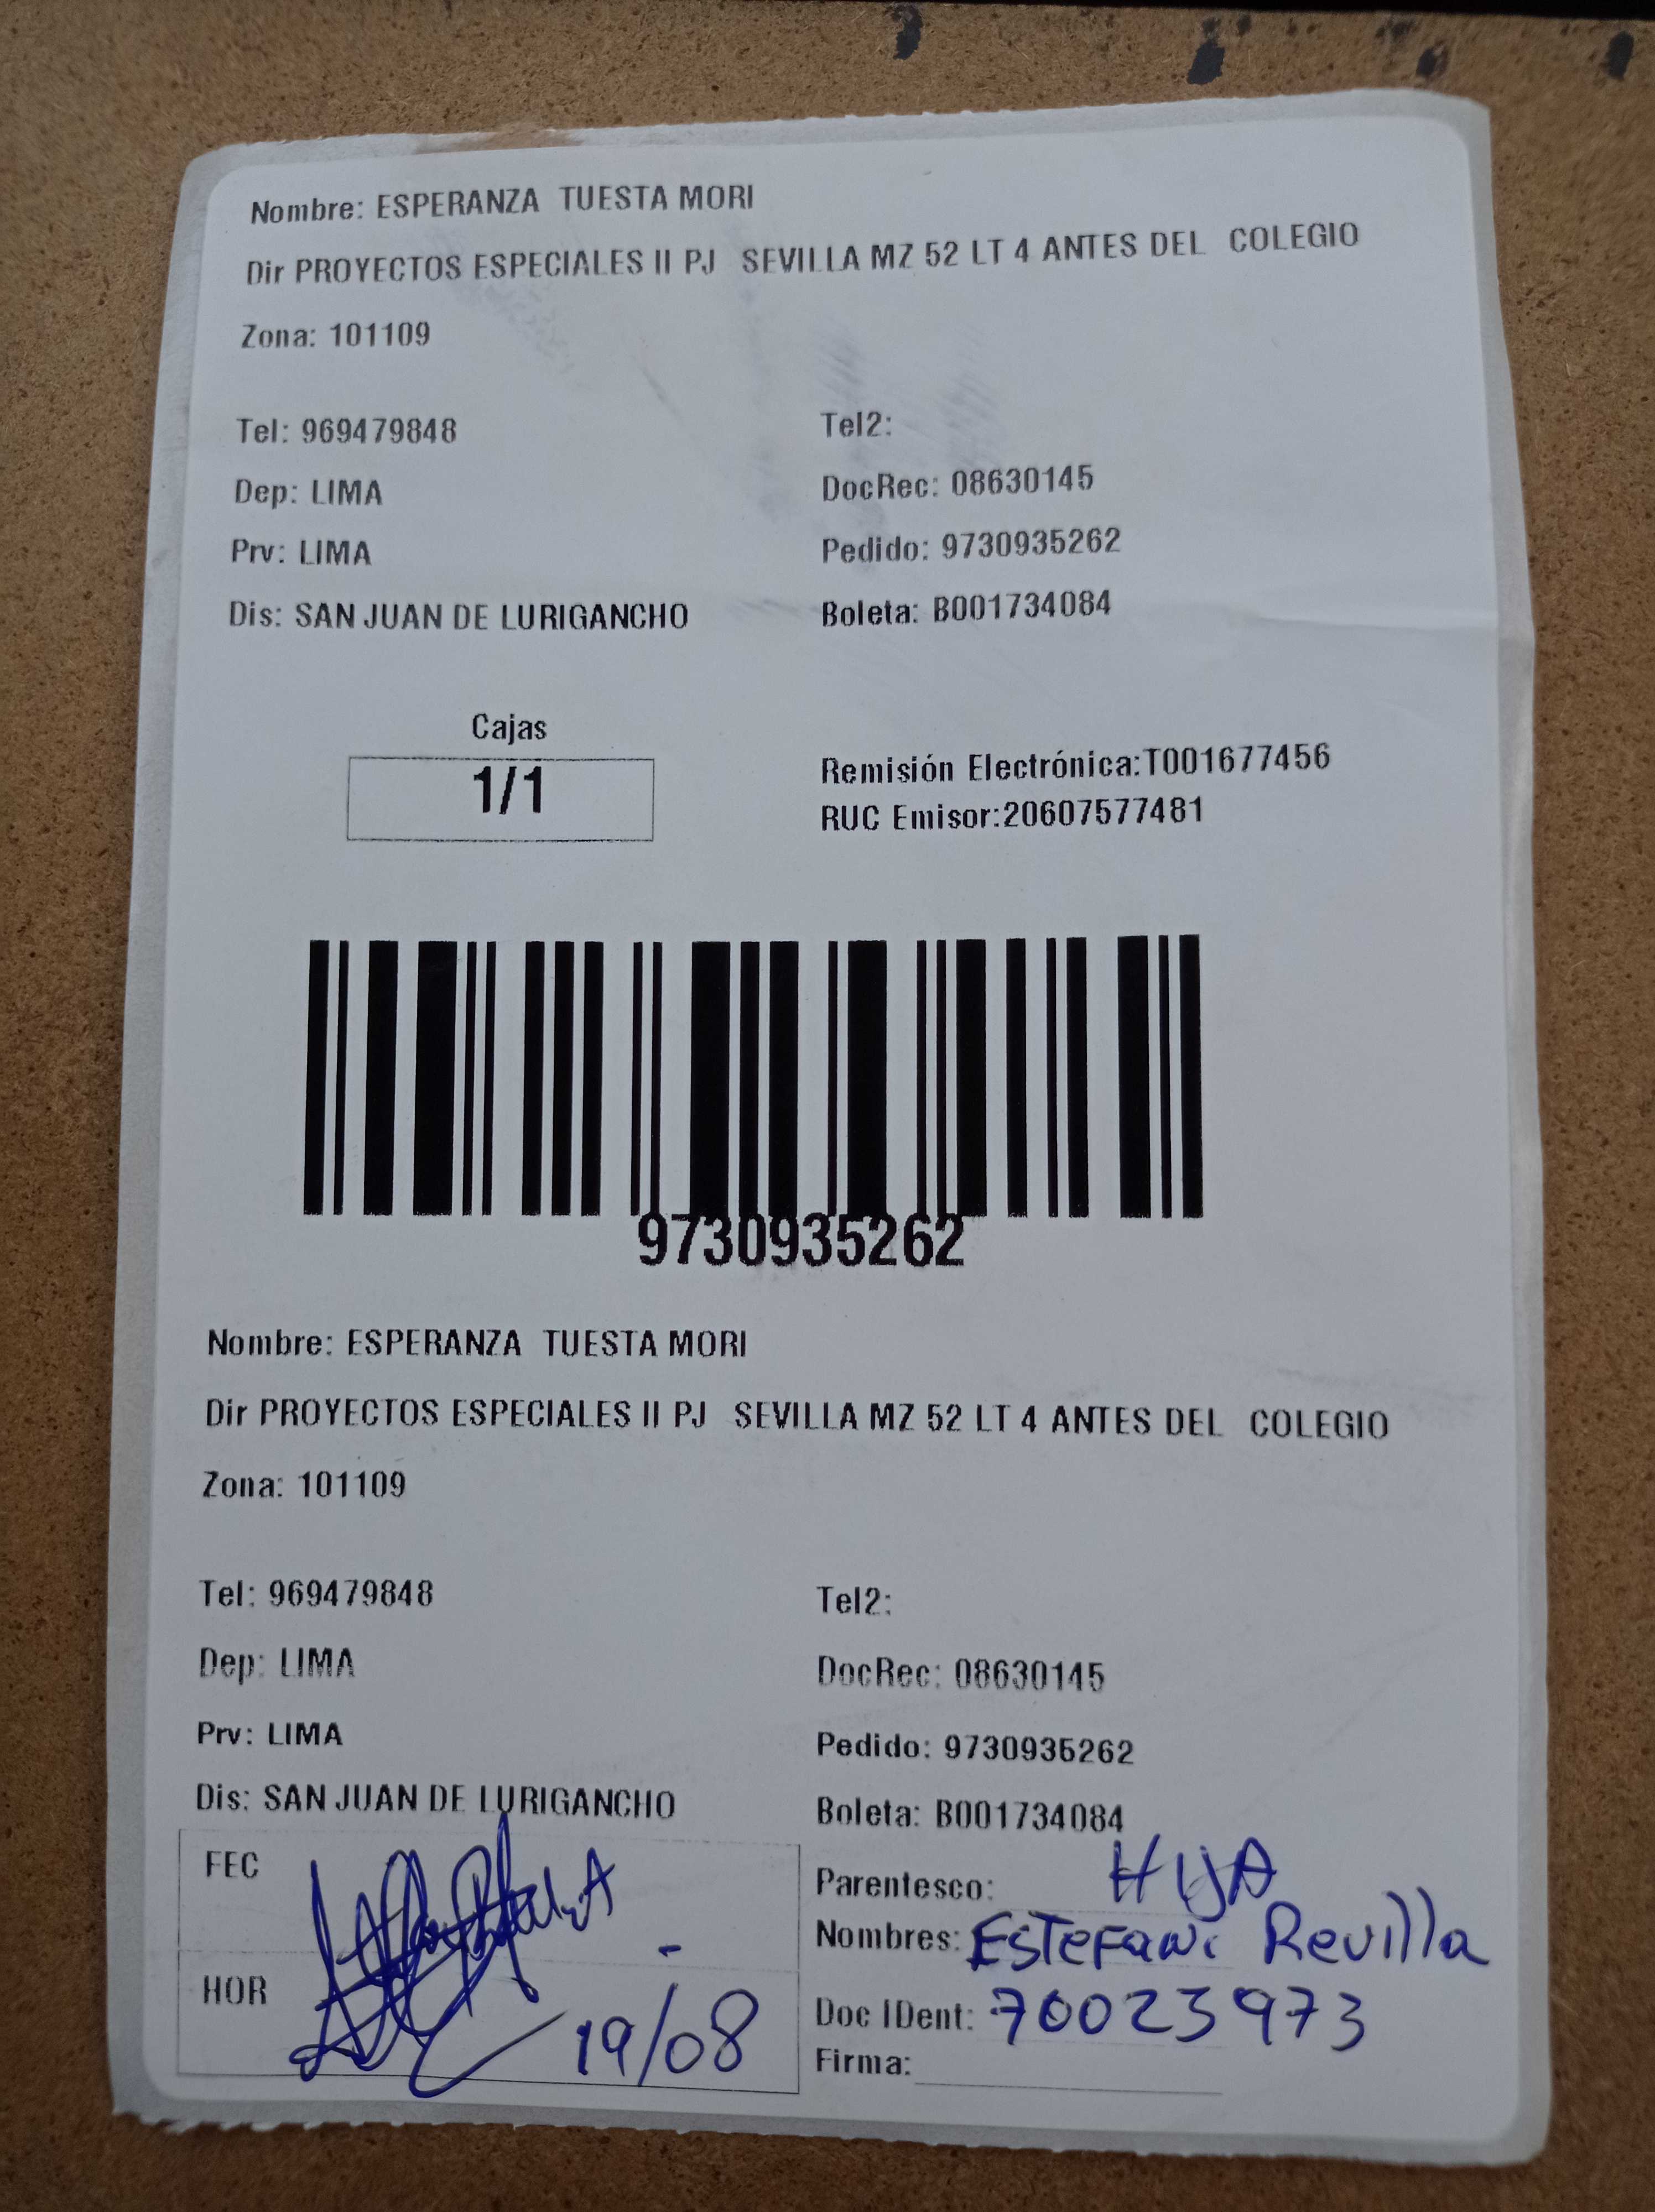 Nombre: ESPERANZA TUESTA MORI
Dir PROYECTOS ESPECIALES II PJ SEVILLA MZ 52 LT 4 ANTES DEL COLEGIO
Zona: 101109
Tel: 969479848 Tel2:
Dep: LIMA DocRec: 08630145
Prv: LIMA Pedido: 9730935262
Dis: SAN JUAN DE LURIGANCHO Boleta: B001734084
Cajas
1/1
Remisión Electrónica:T001677456
RUC Emisor:20607577481
9730935262
Nombre: ESPERANZA TUESTA MORI
Dir PROYECTOS ESPECIALES II PJ SEVILLA MZ 52 LT 4 ANTES DEL COLEGIO
Zona: 101109
Tel: 969479848 Tel2:
Dep: LIMA DocRec: 08630145
Prv: LIMA Pedido: 9730935262
Dis: SAN JUAN DE LURIGANCHO Boleta: B001734084
FEC
HOR
19/08
Parentesco: HIJA
Nombres: Estefani Revilla
Doc IDent: 70023973
Firma: